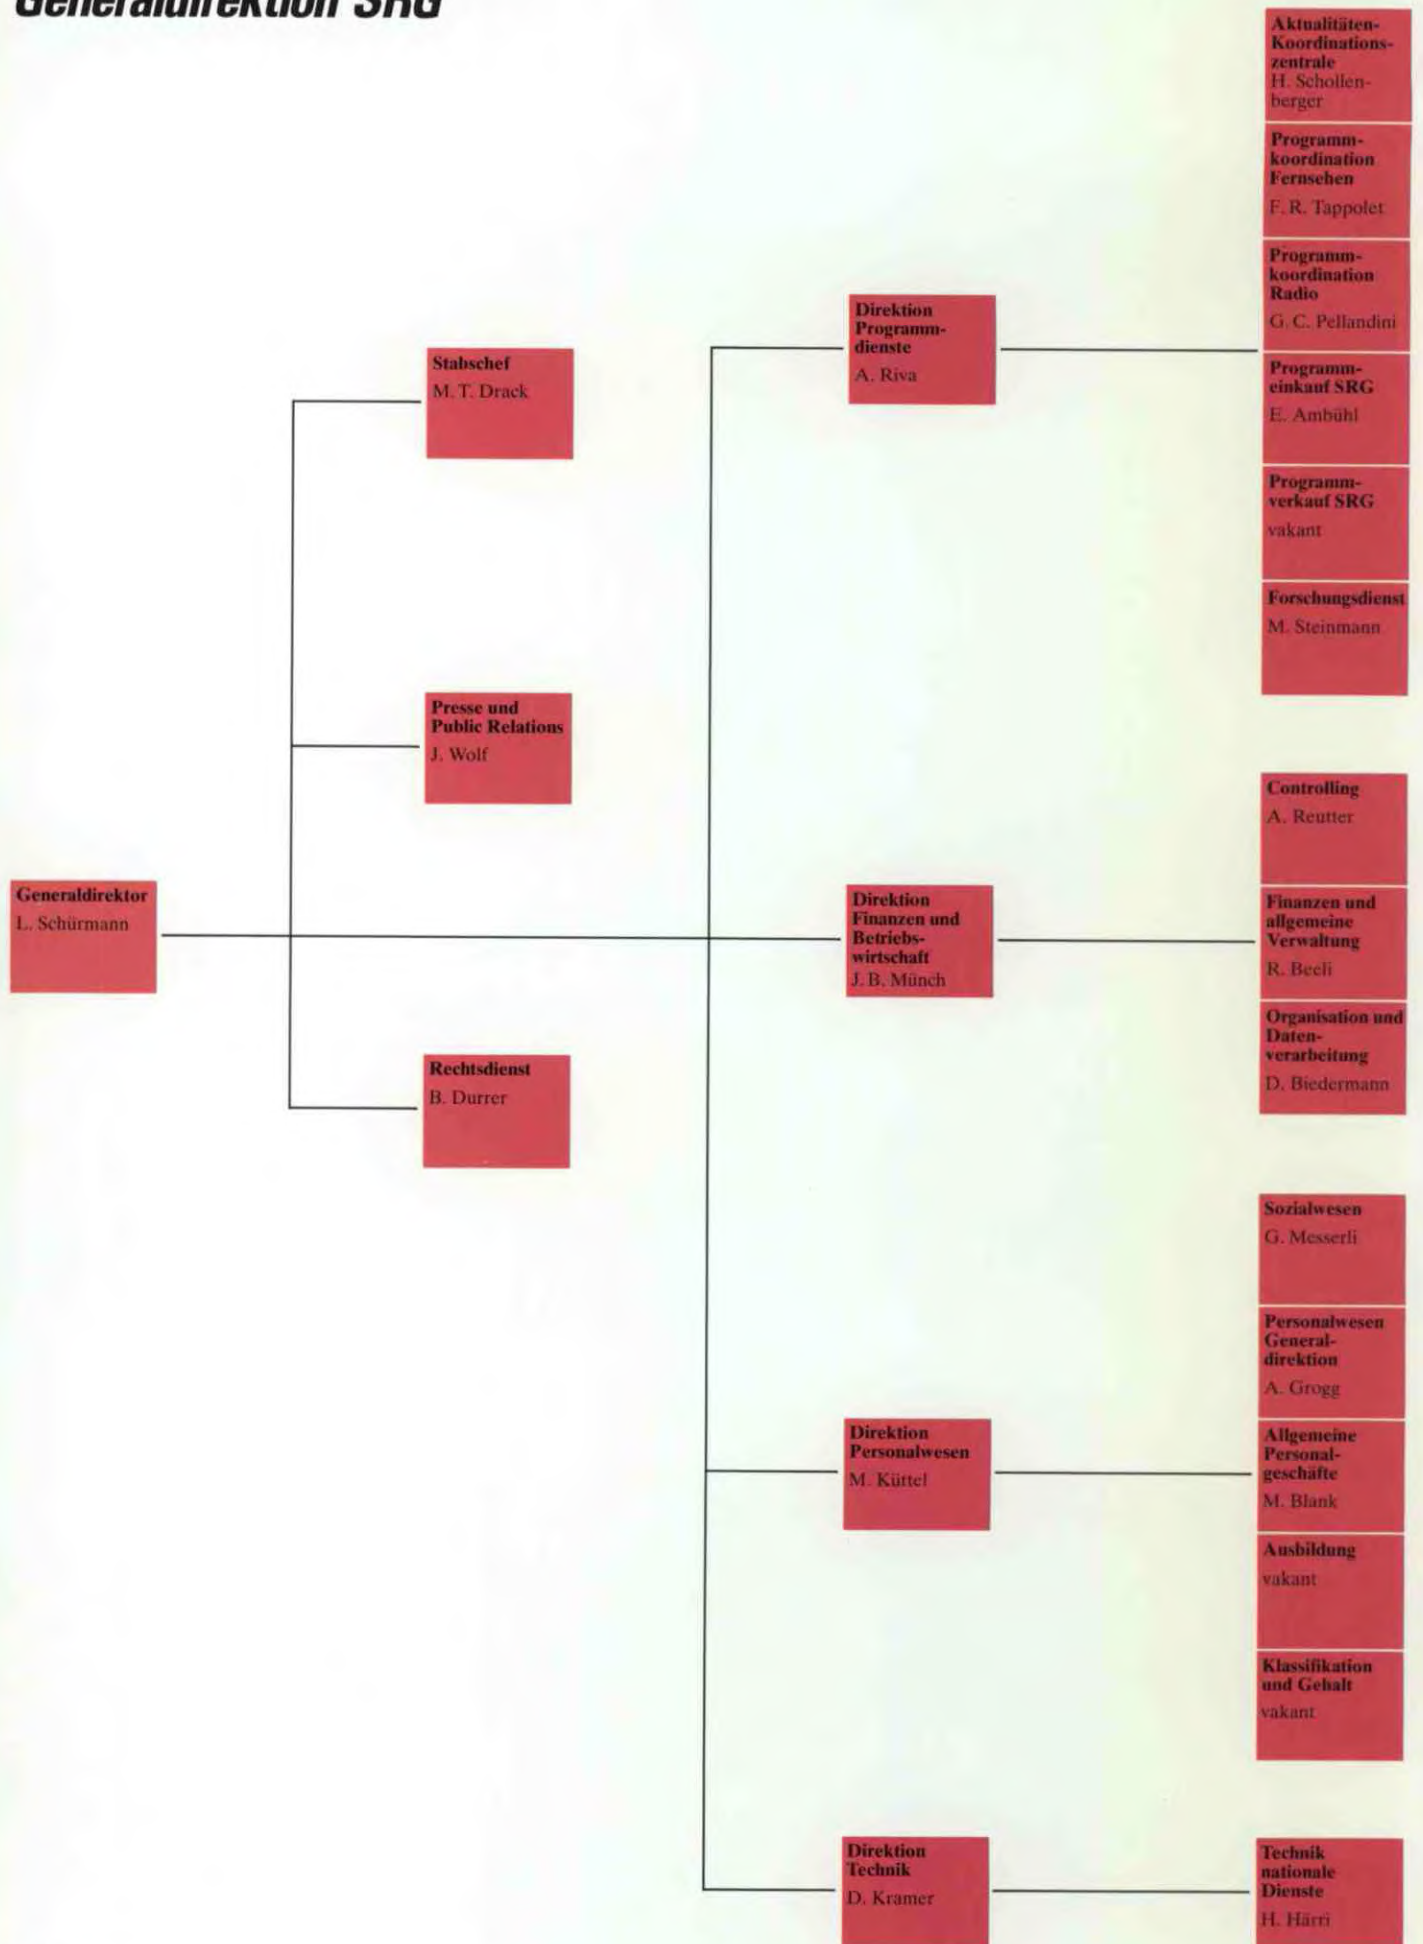 Generaldirektion SRG
Aktualitäten-
Koordinations-
zentrale
H. Schollen-
berger
Programm-
koordination
Fernsehen
F. R. Tappolet
Programm-
koordination
Radio
G. C. Pellandini
Programm-
einkauf SRG
E. Ambühl
Programm-
verkauf SRG
vakant
Forschungsdienst
M. Steinmann
Direktion
Programm-
dienste
A. Riva
Stabschef
M. T. Drack
Presse und
Public Relations
J. Wolf
Controlling
A. Reutter
Finanzen und
allgemeine
Verwaltung
R. Beeli
Organisation und
Daten-
verarbeitung
D. Biedermann
Generaldirektor
L. Schürmann
Direktion
Finanzen und
Betriebs-
wirtschaft
J. B. Münch
Rechtsdienst
B. Durrer
Sozialwesen
G. Messerli
Personalwesen
General-
direktion
A. Grogg
Allgemeine
Personal-
geschäfte
M. Blank
Ausbildung
vakant
Klassifikation
und Gehalt
vakant
Direktion
Personalwesen
M. Küttel
Direktion
Technik
D. Kramer
Technik
nationale
Dienste
H. Härri